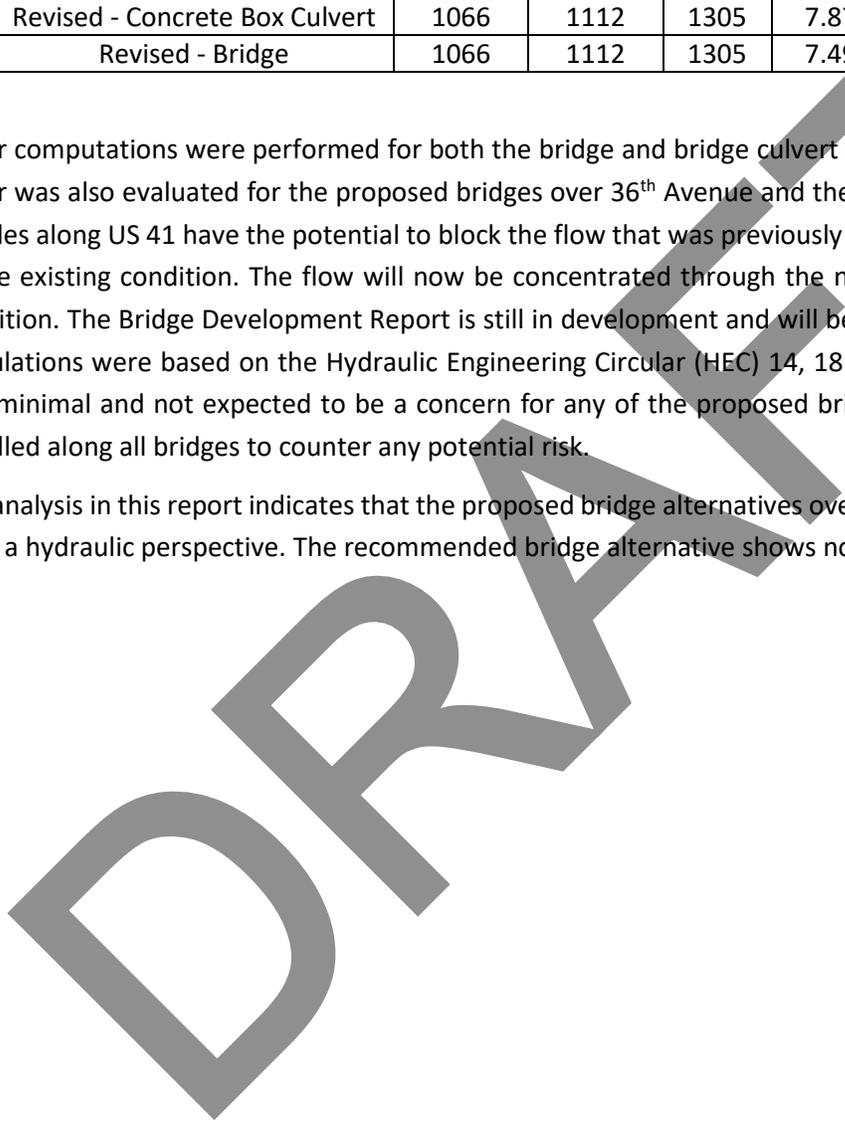 Revised - Concrete Box Culvert 1066 1112 1305 7.8
Revised - Bridge 1066 1112 1305 7.49
r computations were performed for both the bridge and bridge culvert
r was also evaluated for the proposed bridges over 36th Avenue and the
les along US 41 have the potential to block the flow that was previously
e existing condition. The flow will now be concentrated through the n
ition. The Bridge Development Report is still in development and will be
ulations were based on the Hydraulic Engineering Circular (HEC) 14, 18
minimal and not expected to be a concern for any of the proposed bri
lled along all bridges to counter any potential risk.
analysis in this report indicates that the proposed bridge alternatives ove
a hydraulic perspective. The recommended bridge alternative shows no
DRAFT